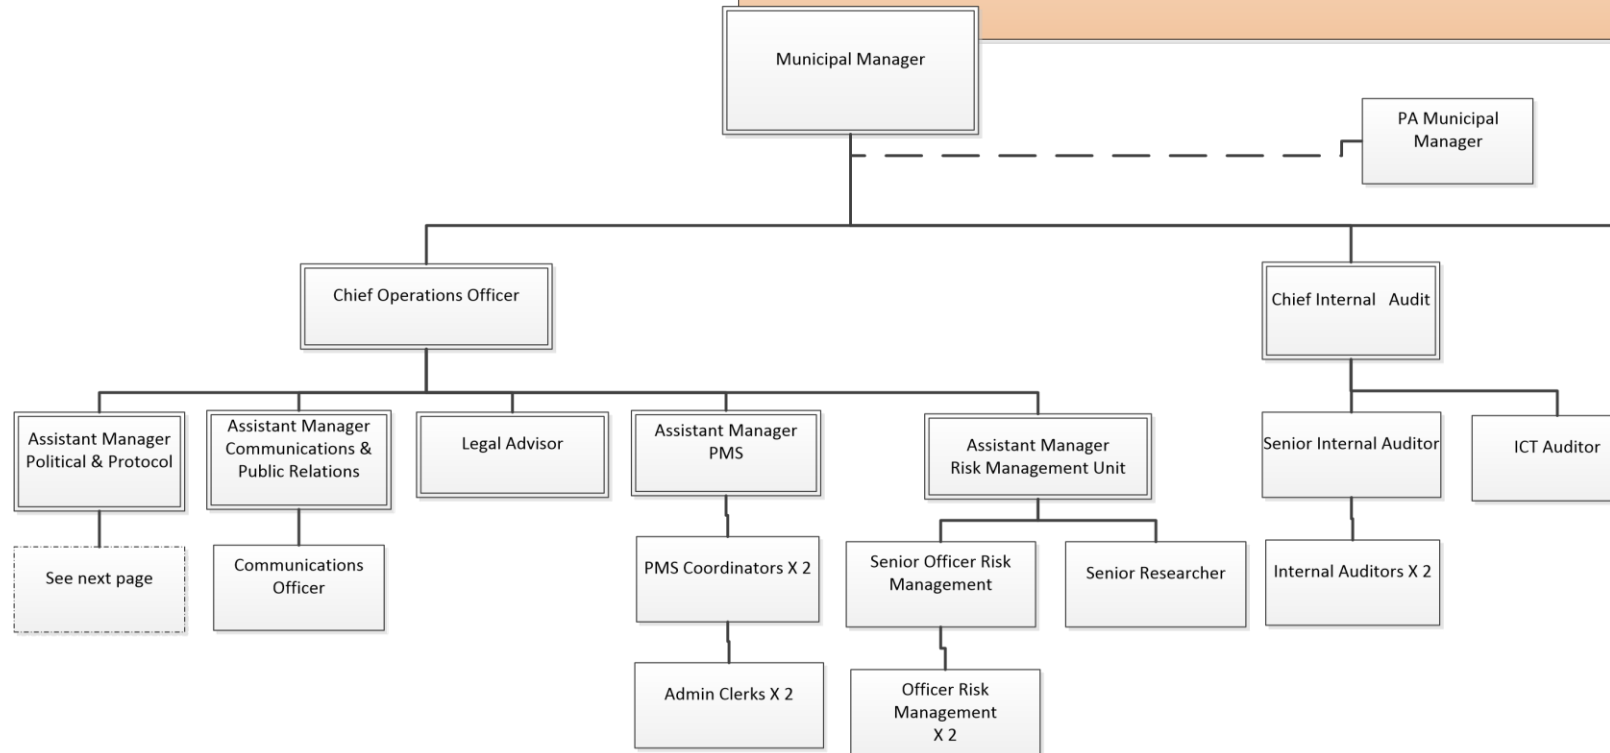 Municipal Manager
PA Municipal
Manager
Chief Operations Officer
Chief Internal   Audit
Assistant Manager
Political & Protocol
Assistant Manager
Communications &
Public Relations
Legal Advisor
Assistant Manager
PMS
Assistant Manager
Risk Management Unit
Senior Internal Auditor
ICT Auditor
See next page
Communications
Officer
PMS Coordinators X 2
Senior Officer Risk
Management
Senior Researcher
Internal Auditors X 2
Admin Clerks X 2
Officer Risk
Management
X 2